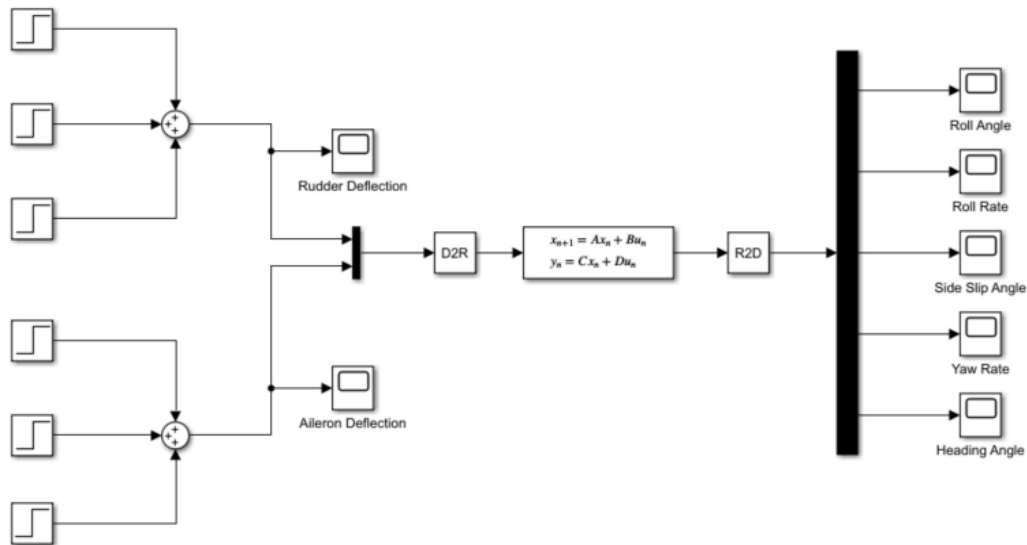 +
+
+
Rudder Deflection
D2R
xₙ₊₁ = Axₙ + Buₙ
yₙ = Cxₙ + Duₙ
R2D
+
+
+
Aileron Deflection
Roll Angle
Roll Rate
Side Slip Angle
Yaw Rate
Heading Angle